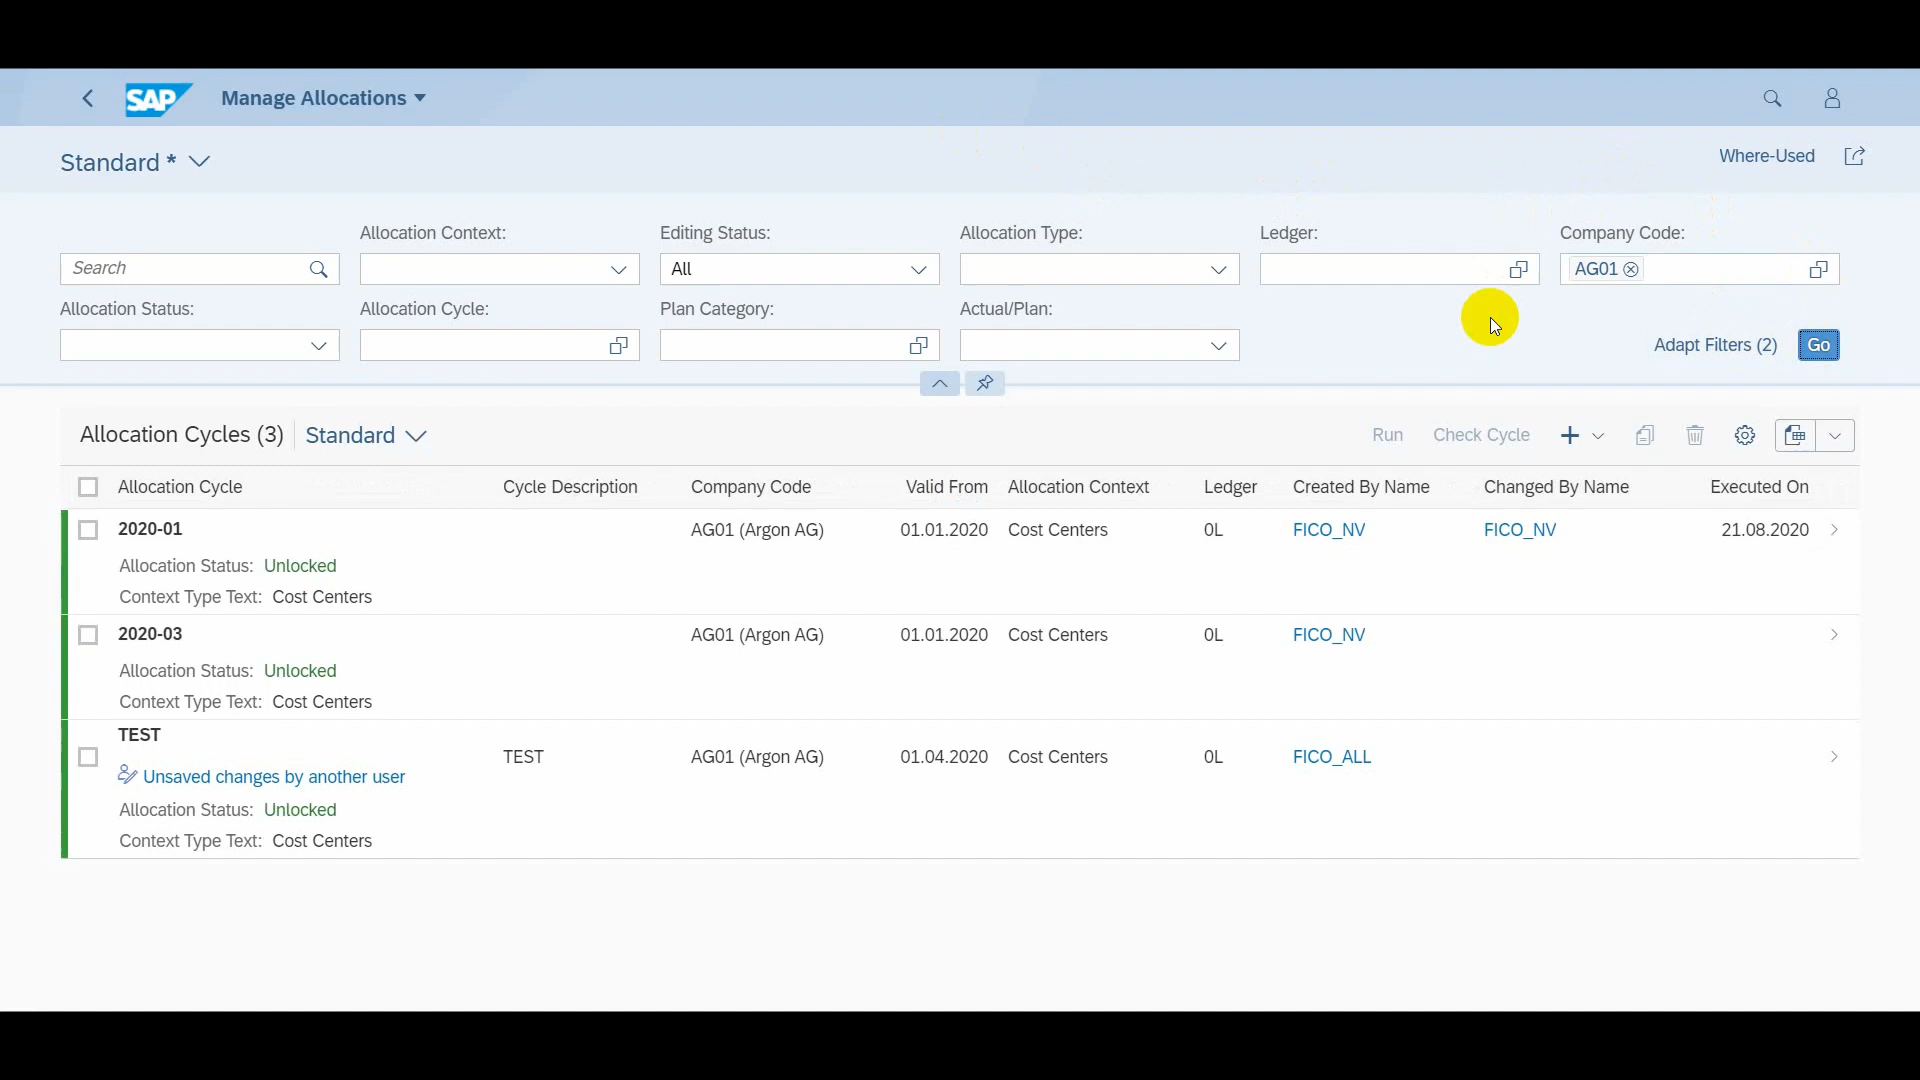 SAP Manage Allocations
Standard *
Where-Used
Allocation Context: Editing Status: Allocation Type: Ledger: Company Code:
Search All AG01
Allocation Status: Allocation Cycle: Plan Category: Actual/Plan:
Adapt Filters (2) Go
Allocation Cycles (3) Standard Run Check Cycle
Allocation Cycle Cycle Description Company Code Valid From Allocation Context Ledger Created By Name Changed By Name Executed On
2020-01 AG01 (Argon AG) 01.01.2020 Cost Centers 0L FICO_NV FICO_NV 21.08.2020
Allocation Status: Unlocked
Context Type Text: Cost Centers
2020-03 AG01 (Argon AG) 01.01.2020 Cost Centers 0L FICO_NV
Allocation Status: Unlocked
Context Type Text: Cost Centers
TEST
TEST AG01 (Argon AG) 01.04.2020 Cost Centers 0L FICO_ALL
Unsaved changes by another user
Allocation Status: Unlocked
Context Type Text: Cost Centers